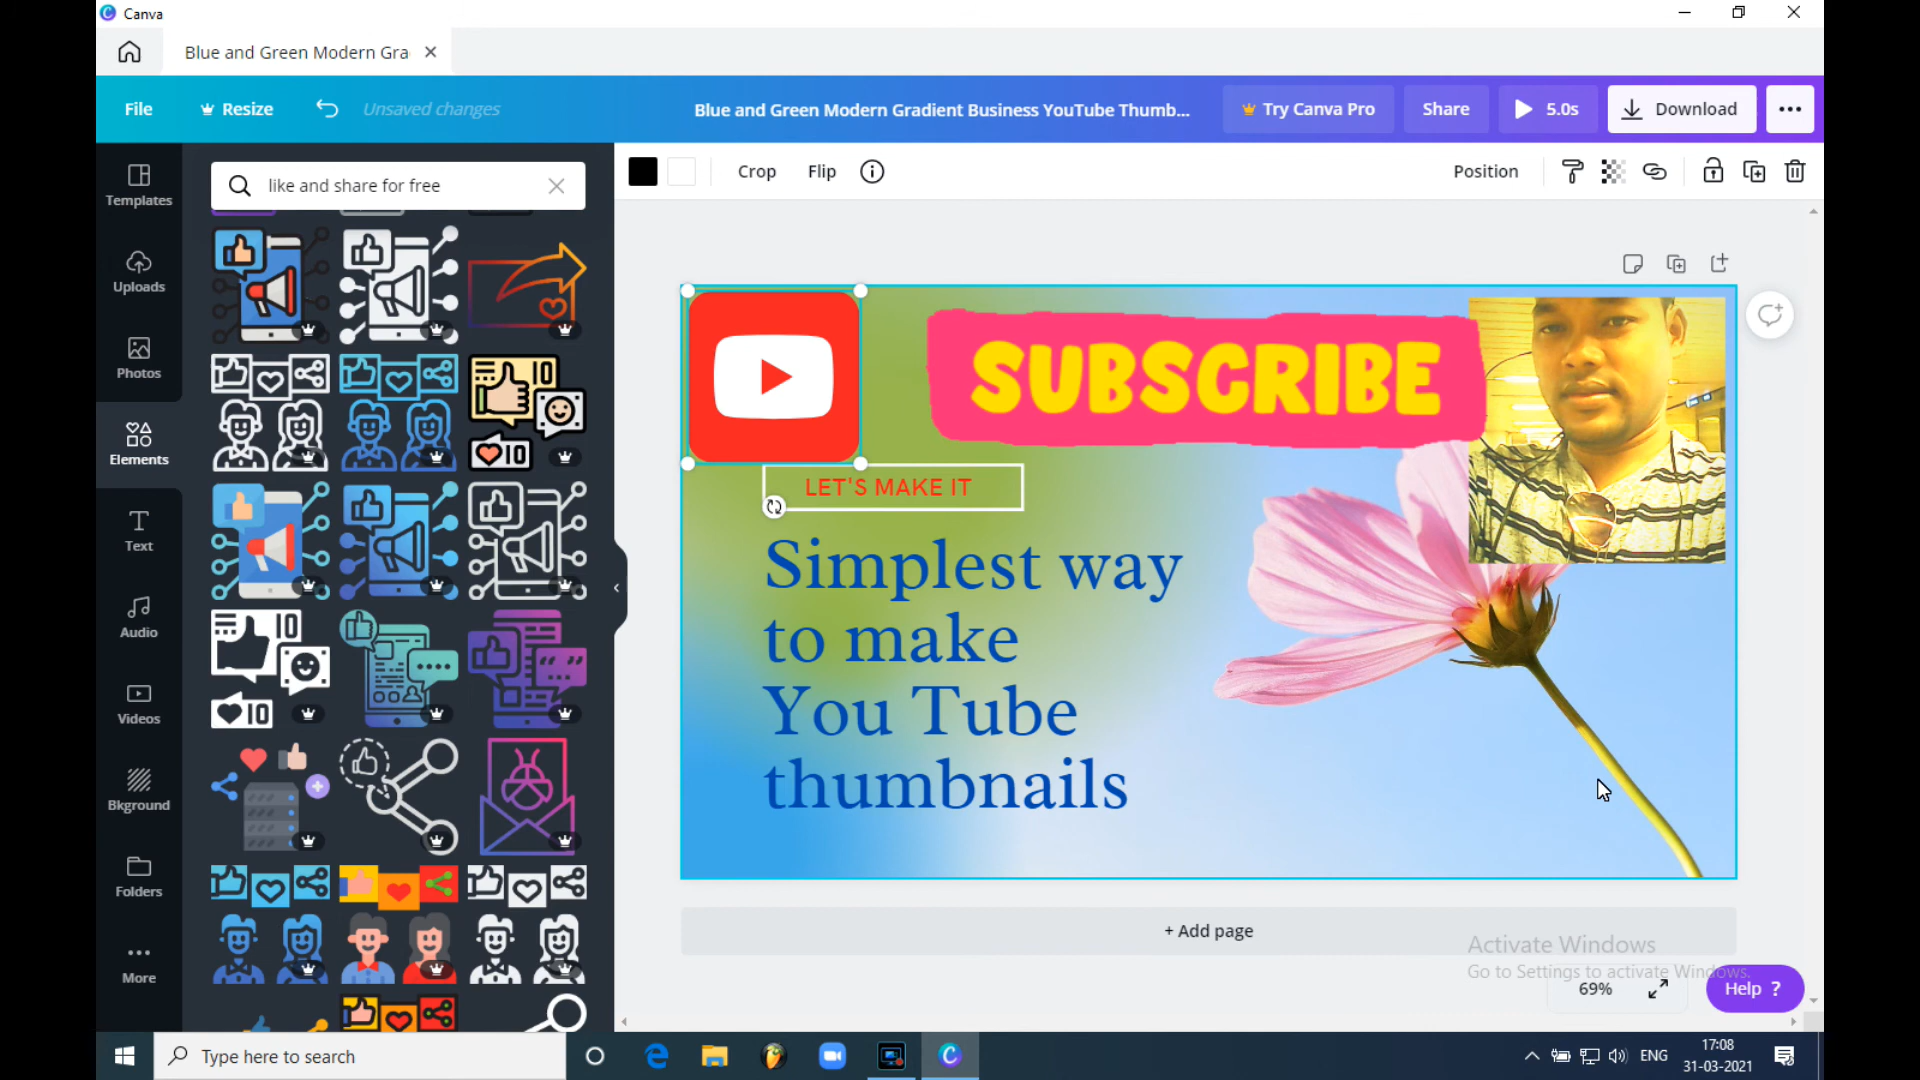 Canva
Blue and Green Modern Gra
File
Resize
Unsaved changes
Blue and Green Modern Gradient Business YouTube Thumb...
Try Canva Pro
Share
5.0s
Download
Templates
Uploads
Photos
Elements
Text
Audio
Videos
Bkground
Folders
More
like and share for free
10
10
10
10
Crop
Flip
Position
SUBSCRIBE
LET'S MAKE IT
Simplest way
to make
You Tube
thumbnails
+ Add page
Activate Windows
Go to Settings to activate Windows.
69%
Help ?
Type here to search
ENG
17:08
31-03-2021